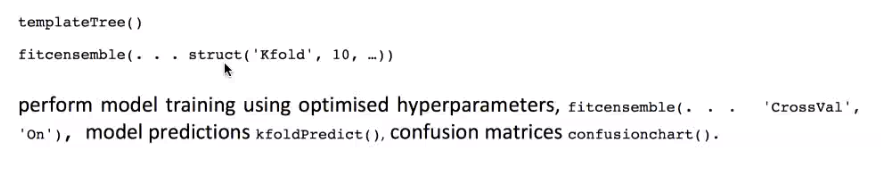 templateTree()
fitcensemble(. . . struct('Kfold', 10, …))
perform model training using optimised hyperparameters, fitcensemble(. . . 'CrossVal',
'On'), model predictions kfoldPredict(), confusion matrices confusionchart().